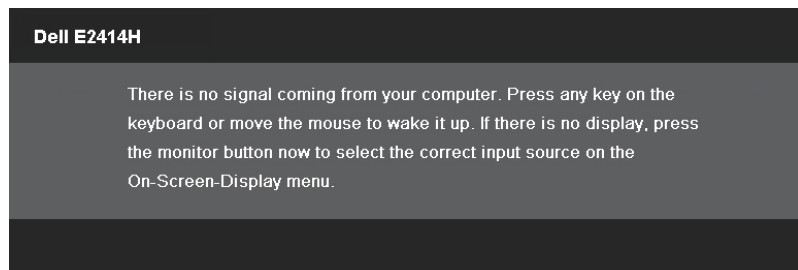 Dell E2414H
There is no signal coming from your computer. Press any key on the
keyboard or move the mouse to wake it up. If there is no display, press
the monitor button now to select the correct input source on the
On-Screen-Display menu.